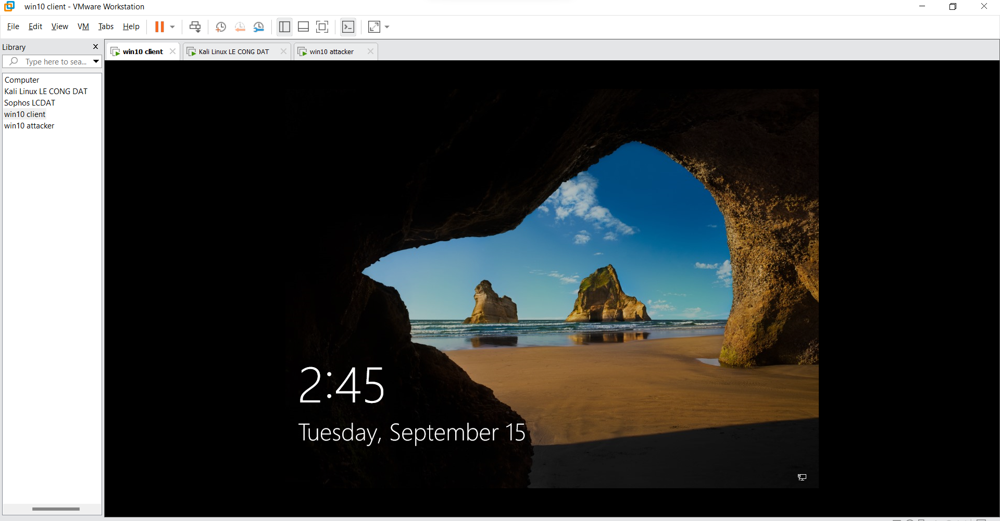 win10 client - VMware Workstation
File Edit View VM Tabs Help
Library
Type here to sea...
win10 client
Kali Linux LE CONG DAT
win10 attacker
Computer
Kali Linux LE CONG DAT
Sophos LCDAT
win10 client
win10 attacker
2:45
Tuesday, September 15